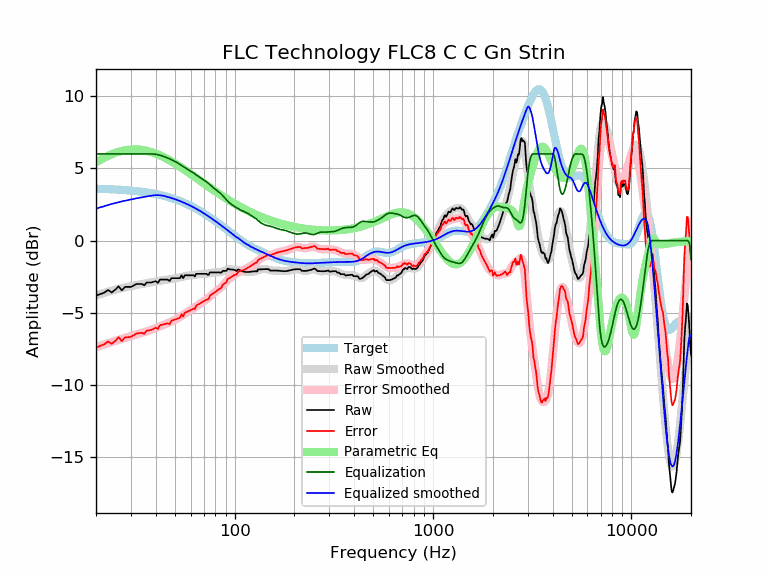 FLC Technology FLC8 C C Gn Strin
Amplitude (dBr)
10
5
0
−5
−10
−15
Target
Raw Smoothed
Error Smoothed
Raw
Error
Parametric Eq
Equalization
Equalized smoothed
100
1000
10000
Frequency (Hz)